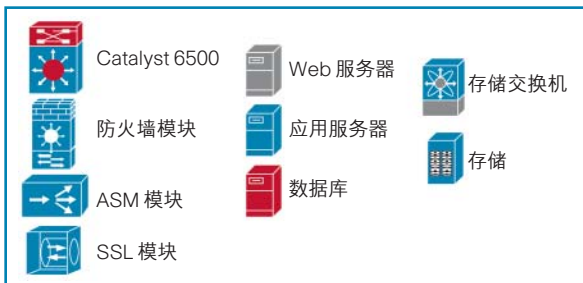 Catalyst 6500
防火墙模块
ASM 模块
SSL 模块
Web 服务器
应用服务器
数据库
存储交换机
存储